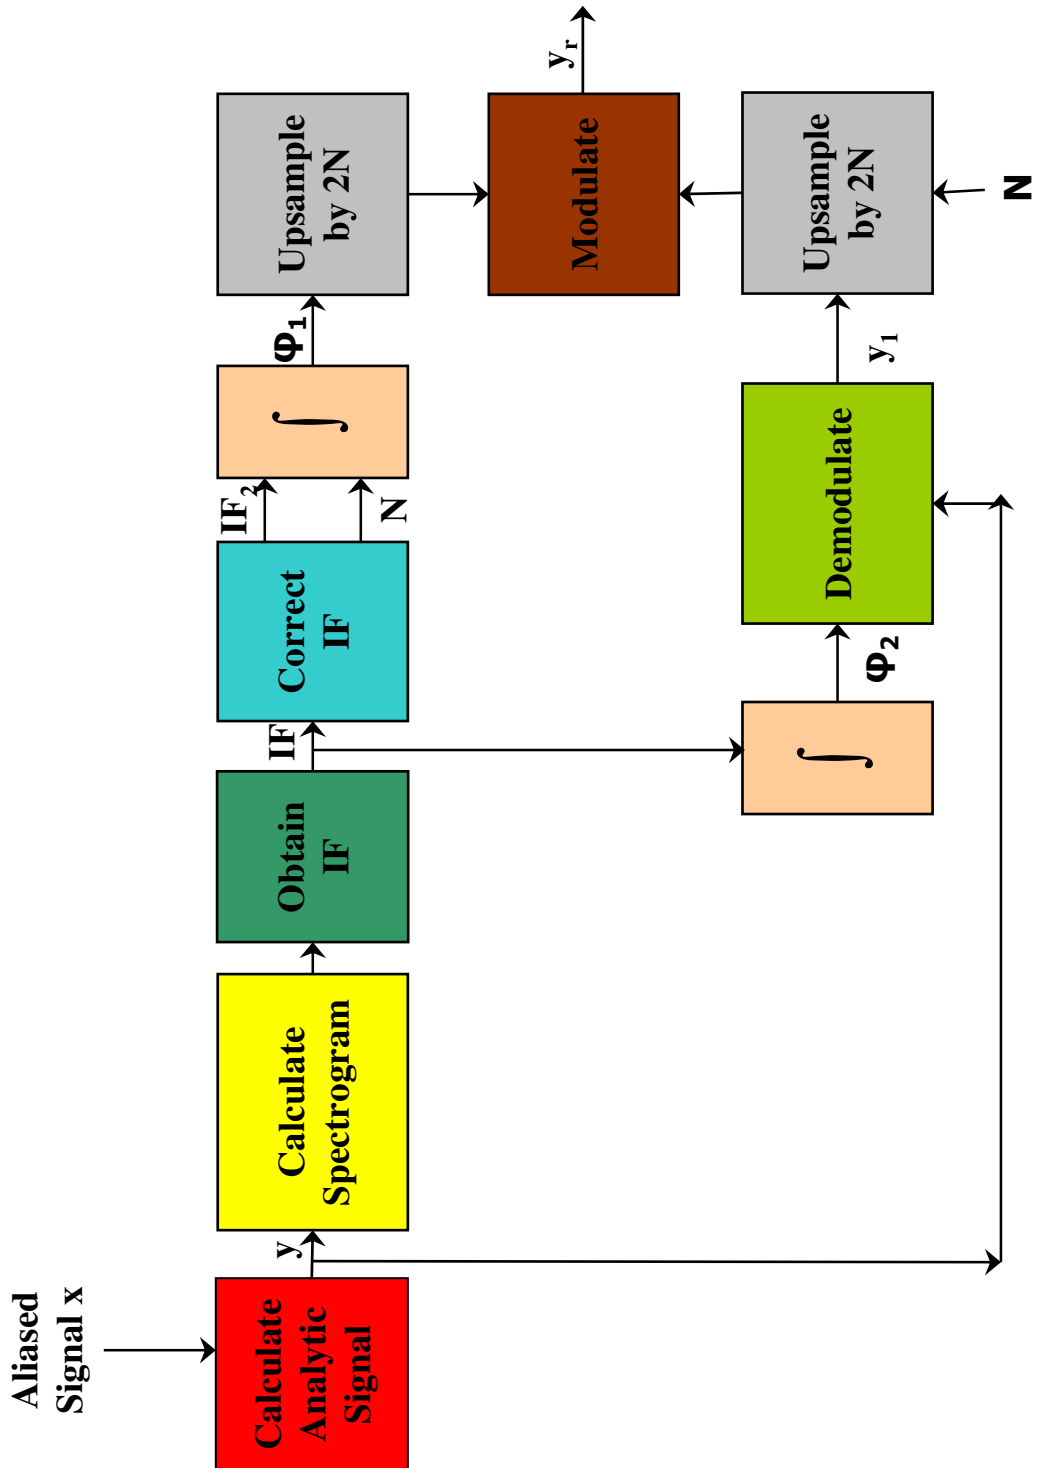 Aliased
Signal x
Calculate
Analytic
Signal
y
Calculate
Spectrogram
Obtain
IF
IF
Correct
IF
IF₂
N
∫
φ₁
Upsample
by 2N
Modulate
yᵣ
∫
φ₂
Demodulate
y₁
Upsample
by 2N
N